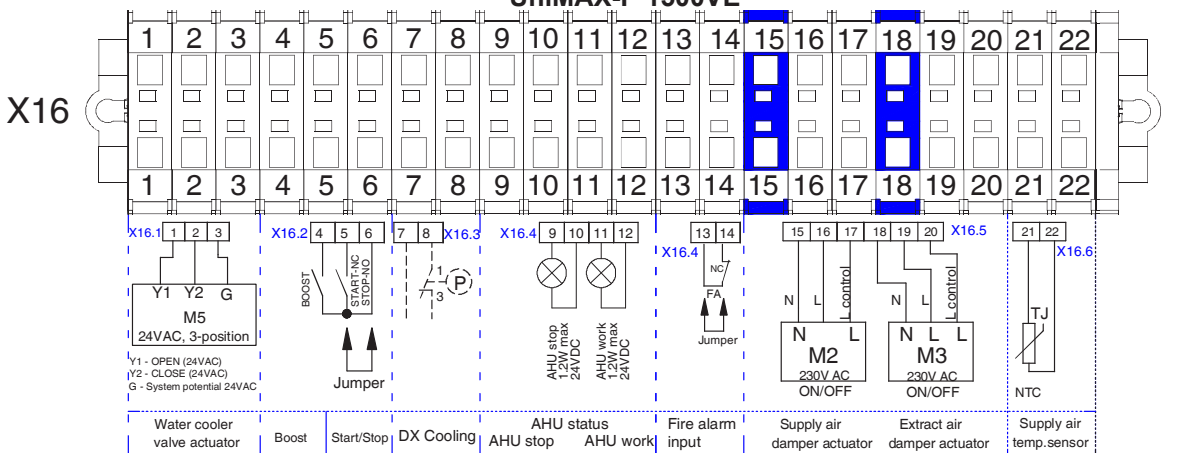 UniMAX-P 1500VE
1 2 3 4 5 6 7 8 9 10 11 12 13 14 15 16 17 18 19 20 21 22
X16
1 2 3 4 5 6 7 8 9 10 11 12 13 14 15 16 17 18 19 20 21 22
X16.1 1 2 3
X16.2 4 5 6
7 8 X16.3
X16.4 9 10 11 12
13 14
X16.4
15 16 17 18 19 20 X16.5
21 22
X16.6
Y1 Y2 G
M5
24VAC, 3-position
Y1 - OPEN (24VAC)
Y2 - CLOSE (24VAC)
G - System potential 24VAC
BOOST
START-NC
STOP-NO
Jumper
1
3
P
AHU stop
1.2W max
24VDC
AHU work
1.2W max
24VDC
NC
FA
Jumper
N L L control
N L
M2
230V AC
ON/OFF
N L L control
N L L
M3
230V AC
ON/OFF
TJ
NTC
Water cooler
valve actuator
Boost
Start/Stop
DX Cooling
AHU status
AHU stop AHU work
Fire alarm
input
Supply air
damper actuator
Extract air
damper actuator
Supply air
temp.sensor